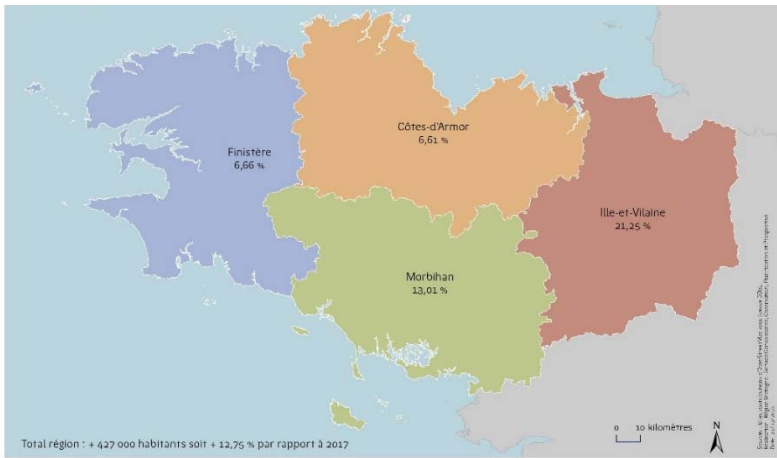 Côtes-d'Armor
6,61 %
Finistère
6,66 %
Ille-et-Vilaine
21,25 %
Morbihan
13,01 %
0 10 kilomètres
N
Total région : + 427 000 habitants soit + 12,75 % par rapport à 2017